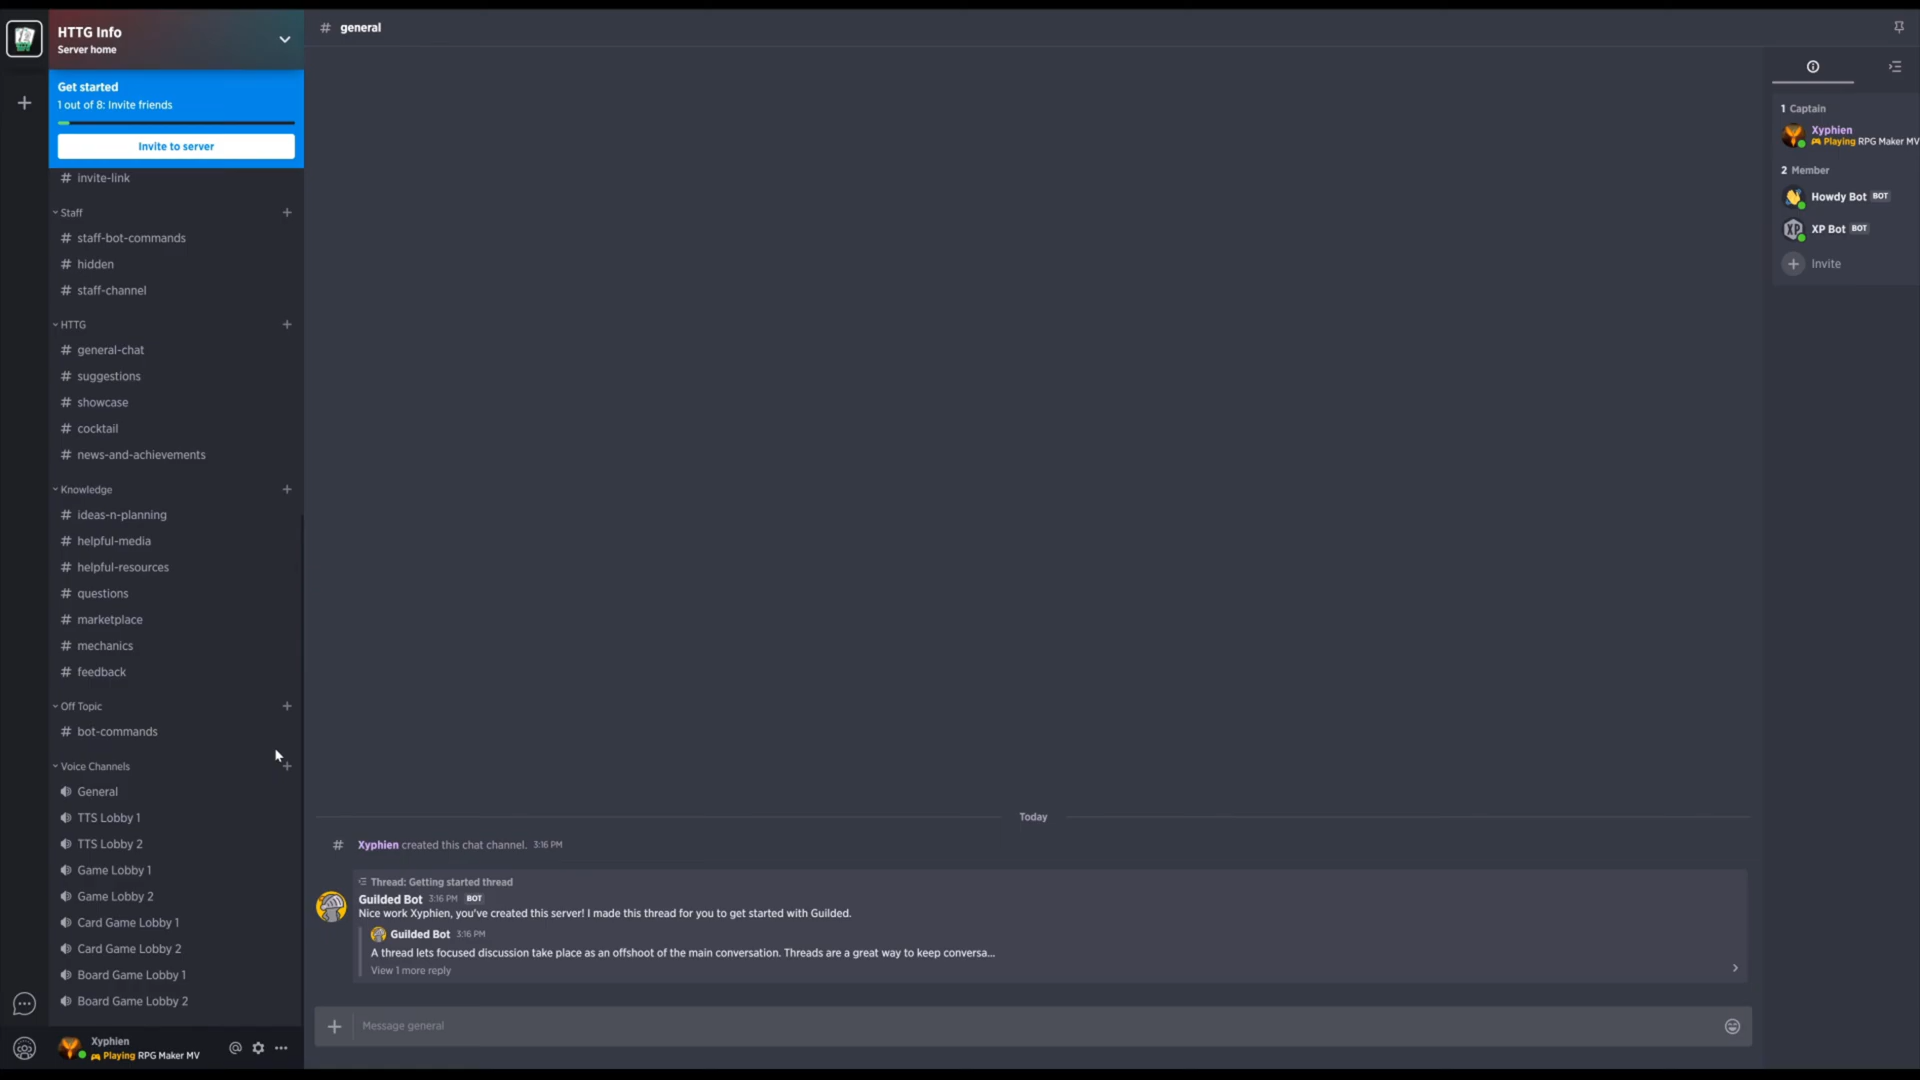 HTTG Info
Server home
Get started
1 out of 8: Invite friends
Invite to server
# invite-link
Staff
# staff-bot-commands
# hidden
# staff-channel
HTTG
# general-chat
# suggestions
# showcase
# cocktail
# news-and-achievements
Knowledge
# ideas-n-planning
# helpful-media
# helpful-resources
# questions
# marketplace
# mechanics
# feedback
Off Topic
# bot-commands
Voice Channels
General
TTS Lobby 1
TTS Lobby 2
Game Lobby 1
Game Lobby 2
Card Game Lobby 1
Card Game Lobby 2
Board Game Lobby 1
Board Game Lobby 2
Xyphien
Playing RPG Maker MV
# general
Today
# Xyphien created this chat channel. 3:16 PM
Thread: Getting started thread
Guilded Bot 3:16 PM BOT
Nice work Xyphien, you've created this server! I made this thread for you to get started with Guilded.
Guilded Bot 3:16 PM
A thread lets focused discussion take place as an offshoot of the main conversation. Threads are a great way to keep conversa...
View 1 more reply
Message general
1 Captain
Xyphien
Playing RPG Maker MV
2 Member
Howdy Bot BOT
XP
XP Bot BOT
Invite